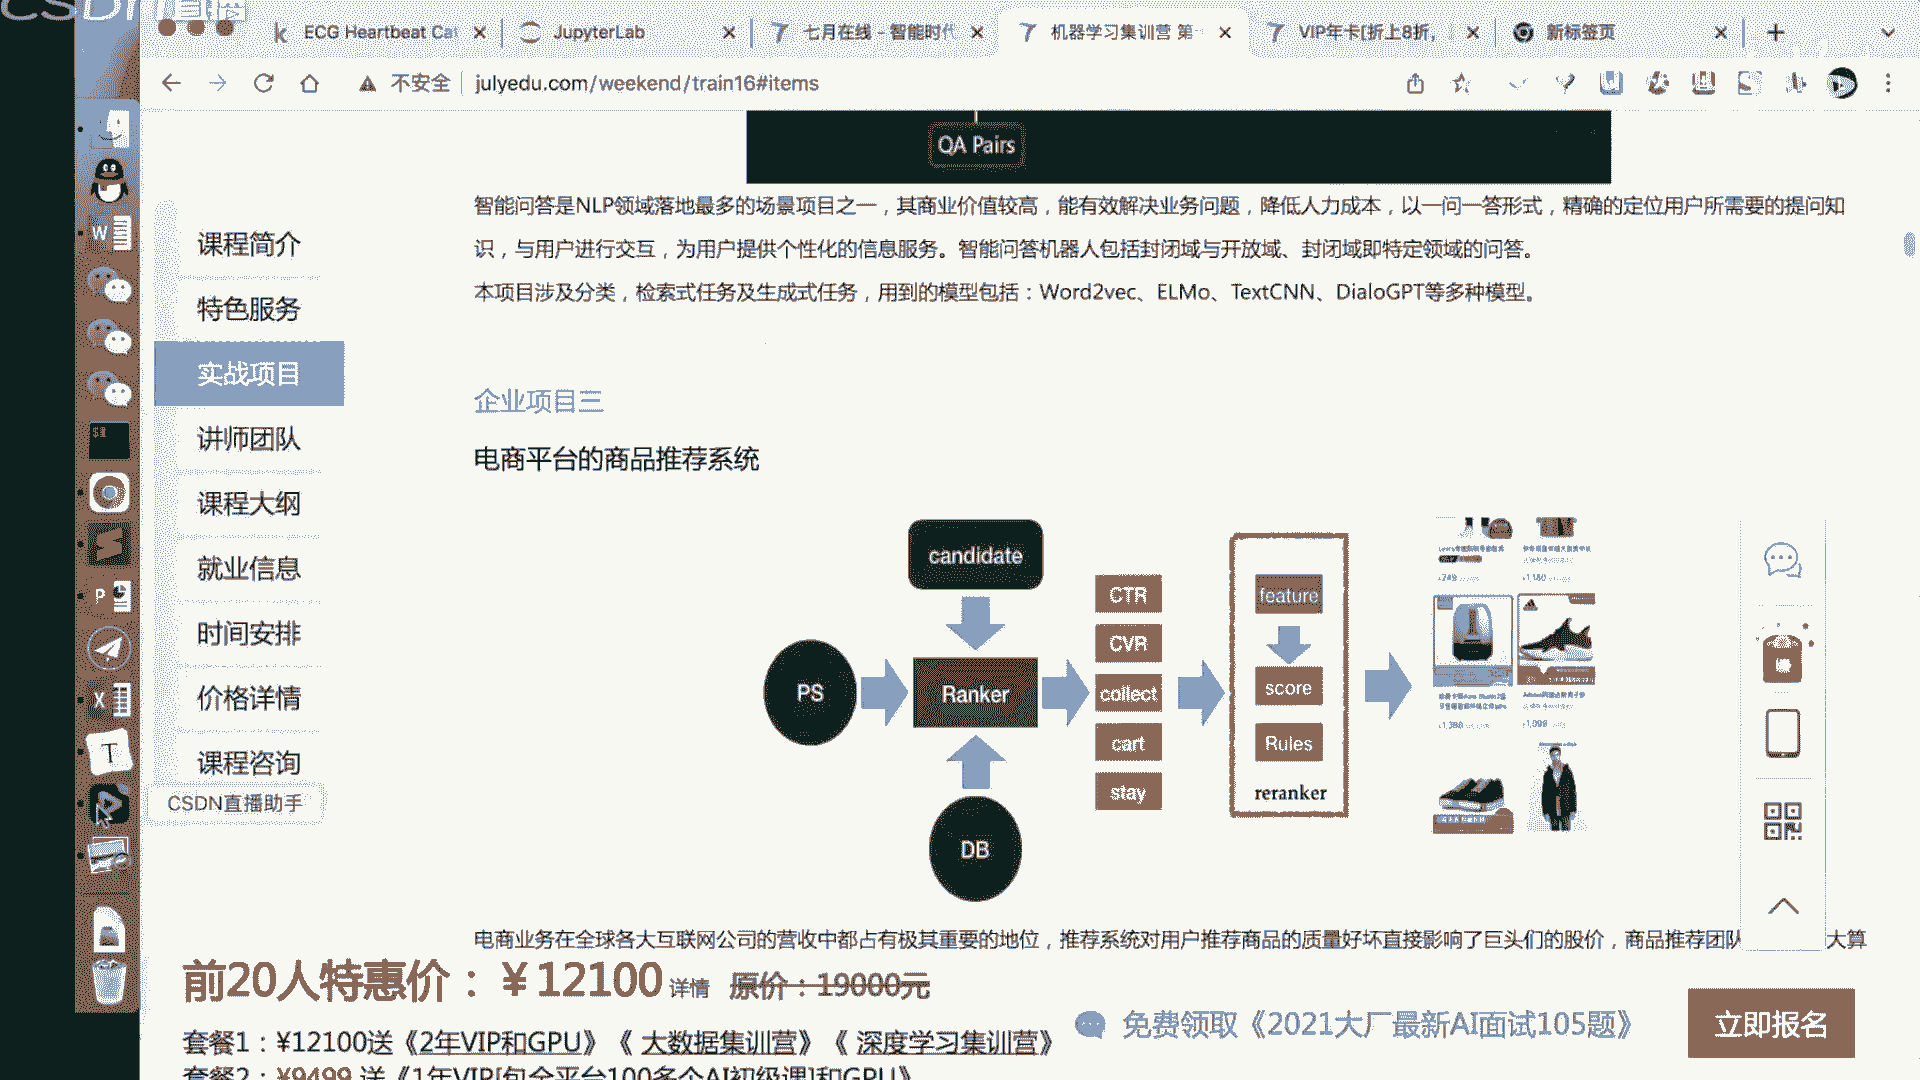 CSDN
ECG Heartbeat Cat
JupyterLab
七月在线 - 智能时代
机器学习集训营 第
VIP年卡[折上8折,
新标签页
不安全
julyedu.com/weekend/train16#items
QA Pairs
智能问答是NLP领域落地最多的场景项目之一，其商业价值较高，能有效解决业务问题，降低人力成本，以一问一答形式，精确的定位用户所需要的提问知
识，与用户进行交互，为用户提供个性化的信息服务。智能问答机器人包括封闭域与开放域、封闭域即特定领域的问答。
本项目涉及分类，检索式任务及生成式任务，用到的模型包括：Word2vec、ELMo、TextCNN、DialoGPT等多种模型。
课程简介
特色服务
实战项目
讲师团队
课程大纲
就业信息
时间安排
价格详情
课程咨询
CSDN直播助手
企业项目三
电商平台的商品推荐系统
candidate
PS
Ranker
DB
CTR
CVR
collect
cart
stay
feature
score
Rules
reranker
电商业务在全球各大互联网公司的营收中都占有极其重要的地位，推荐系统对用户推荐商品的质量好坏直接影响了巨头们的股价，商品推荐团队
大算
前20人特惠价：￥12100 详情 原价：19000元
套餐1：¥12100送《2年VIP和GPU》《 大数据集训营》《 深度学习集训营》
套餐2：¥9499 送《1年VIP[包全平台100多个AI初级课]和GPU》
免费领取《2021大厂最新AI面试105题》
立即报名